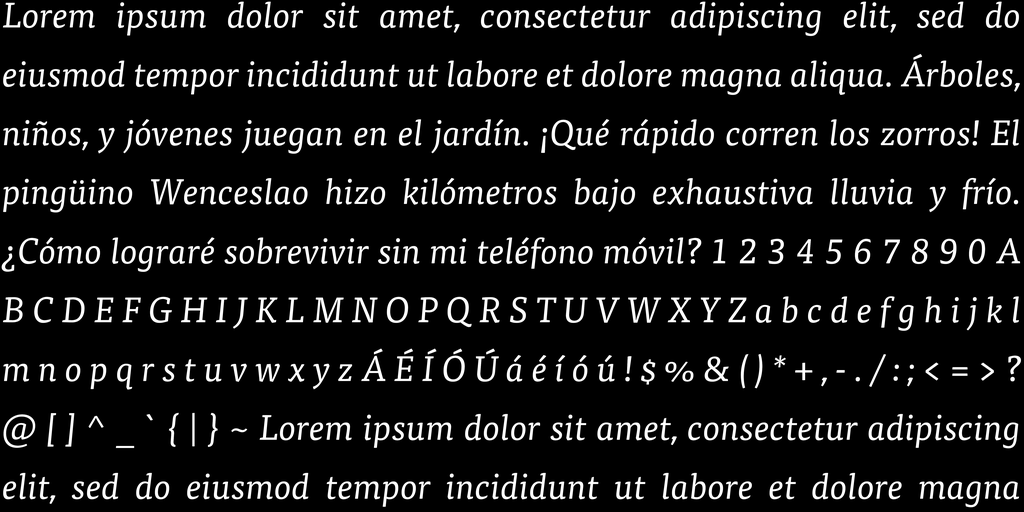 Lorem ipsum dolor sit amet, consectetur adipiscing elit, sed do
eiusmod tempor incididunt ut labore et dolore magna aliqua. Árboles,
niños, y jóvenes juegan en el jardín. ¡Qué rápido corren los zorros! El
pingüino Wenceslao hizo kilómetros bajo exhaustiva lluvia y frío.
¿Cómo lograré sobrevivir sin mi teléfono móvil? 1 2 3 4 5 6 7 8 9 0 A
B C D E F G H I J K L M N O P Q R S T U V W X Y Z a b c d e f g h i j k l
m n o p q r s t u v w x y z Á É Í Ó Ú á é í ó ú ! $ % & ( ) * + , - . / : ; < = > ?
@ [ ] ^ _ ` { | } ~ Lorem ipsum dolor sit amet, consectetur adipiscing
elit, sed do eiusmod tempor incididunt ut labore et dolore magna